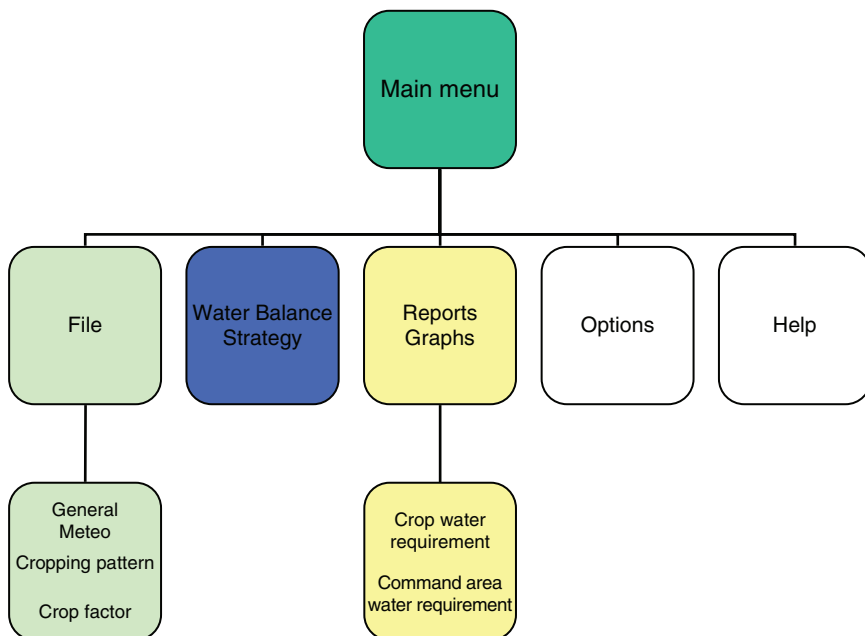 Main menu
File
Water Balance
Strategy
Reports
Graphs
Options
Help
General
Meteo
Cropping pattern
Crop factor
Crop water
requirement
Command area
water requirement